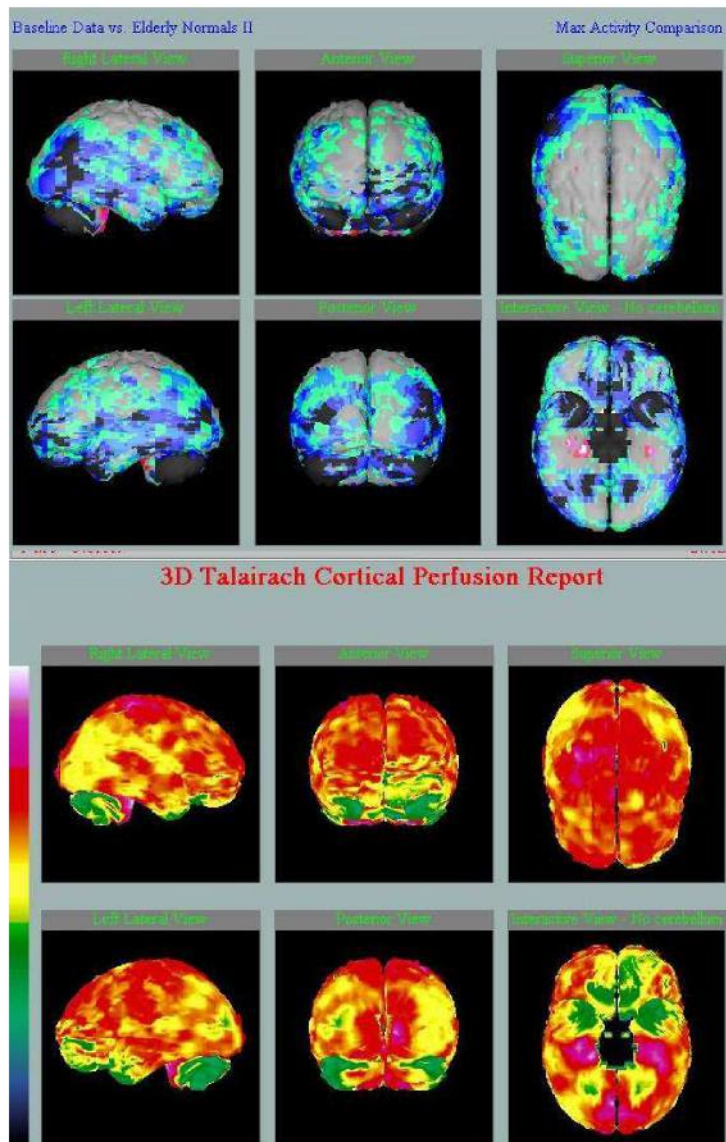 Baseline Data vs. Elderly Normals II
Max Activity Comparison
Right Lateral View
Anterior View
Superior View
Left Lateral View
Posterior View
Interactive View - No cerebellum
3D Talairach Cortical Perfusion Report
Right Lateral View
Anterior View
Superior View
Left Lateral View
Posterior View
Interactive View - No cerebellum